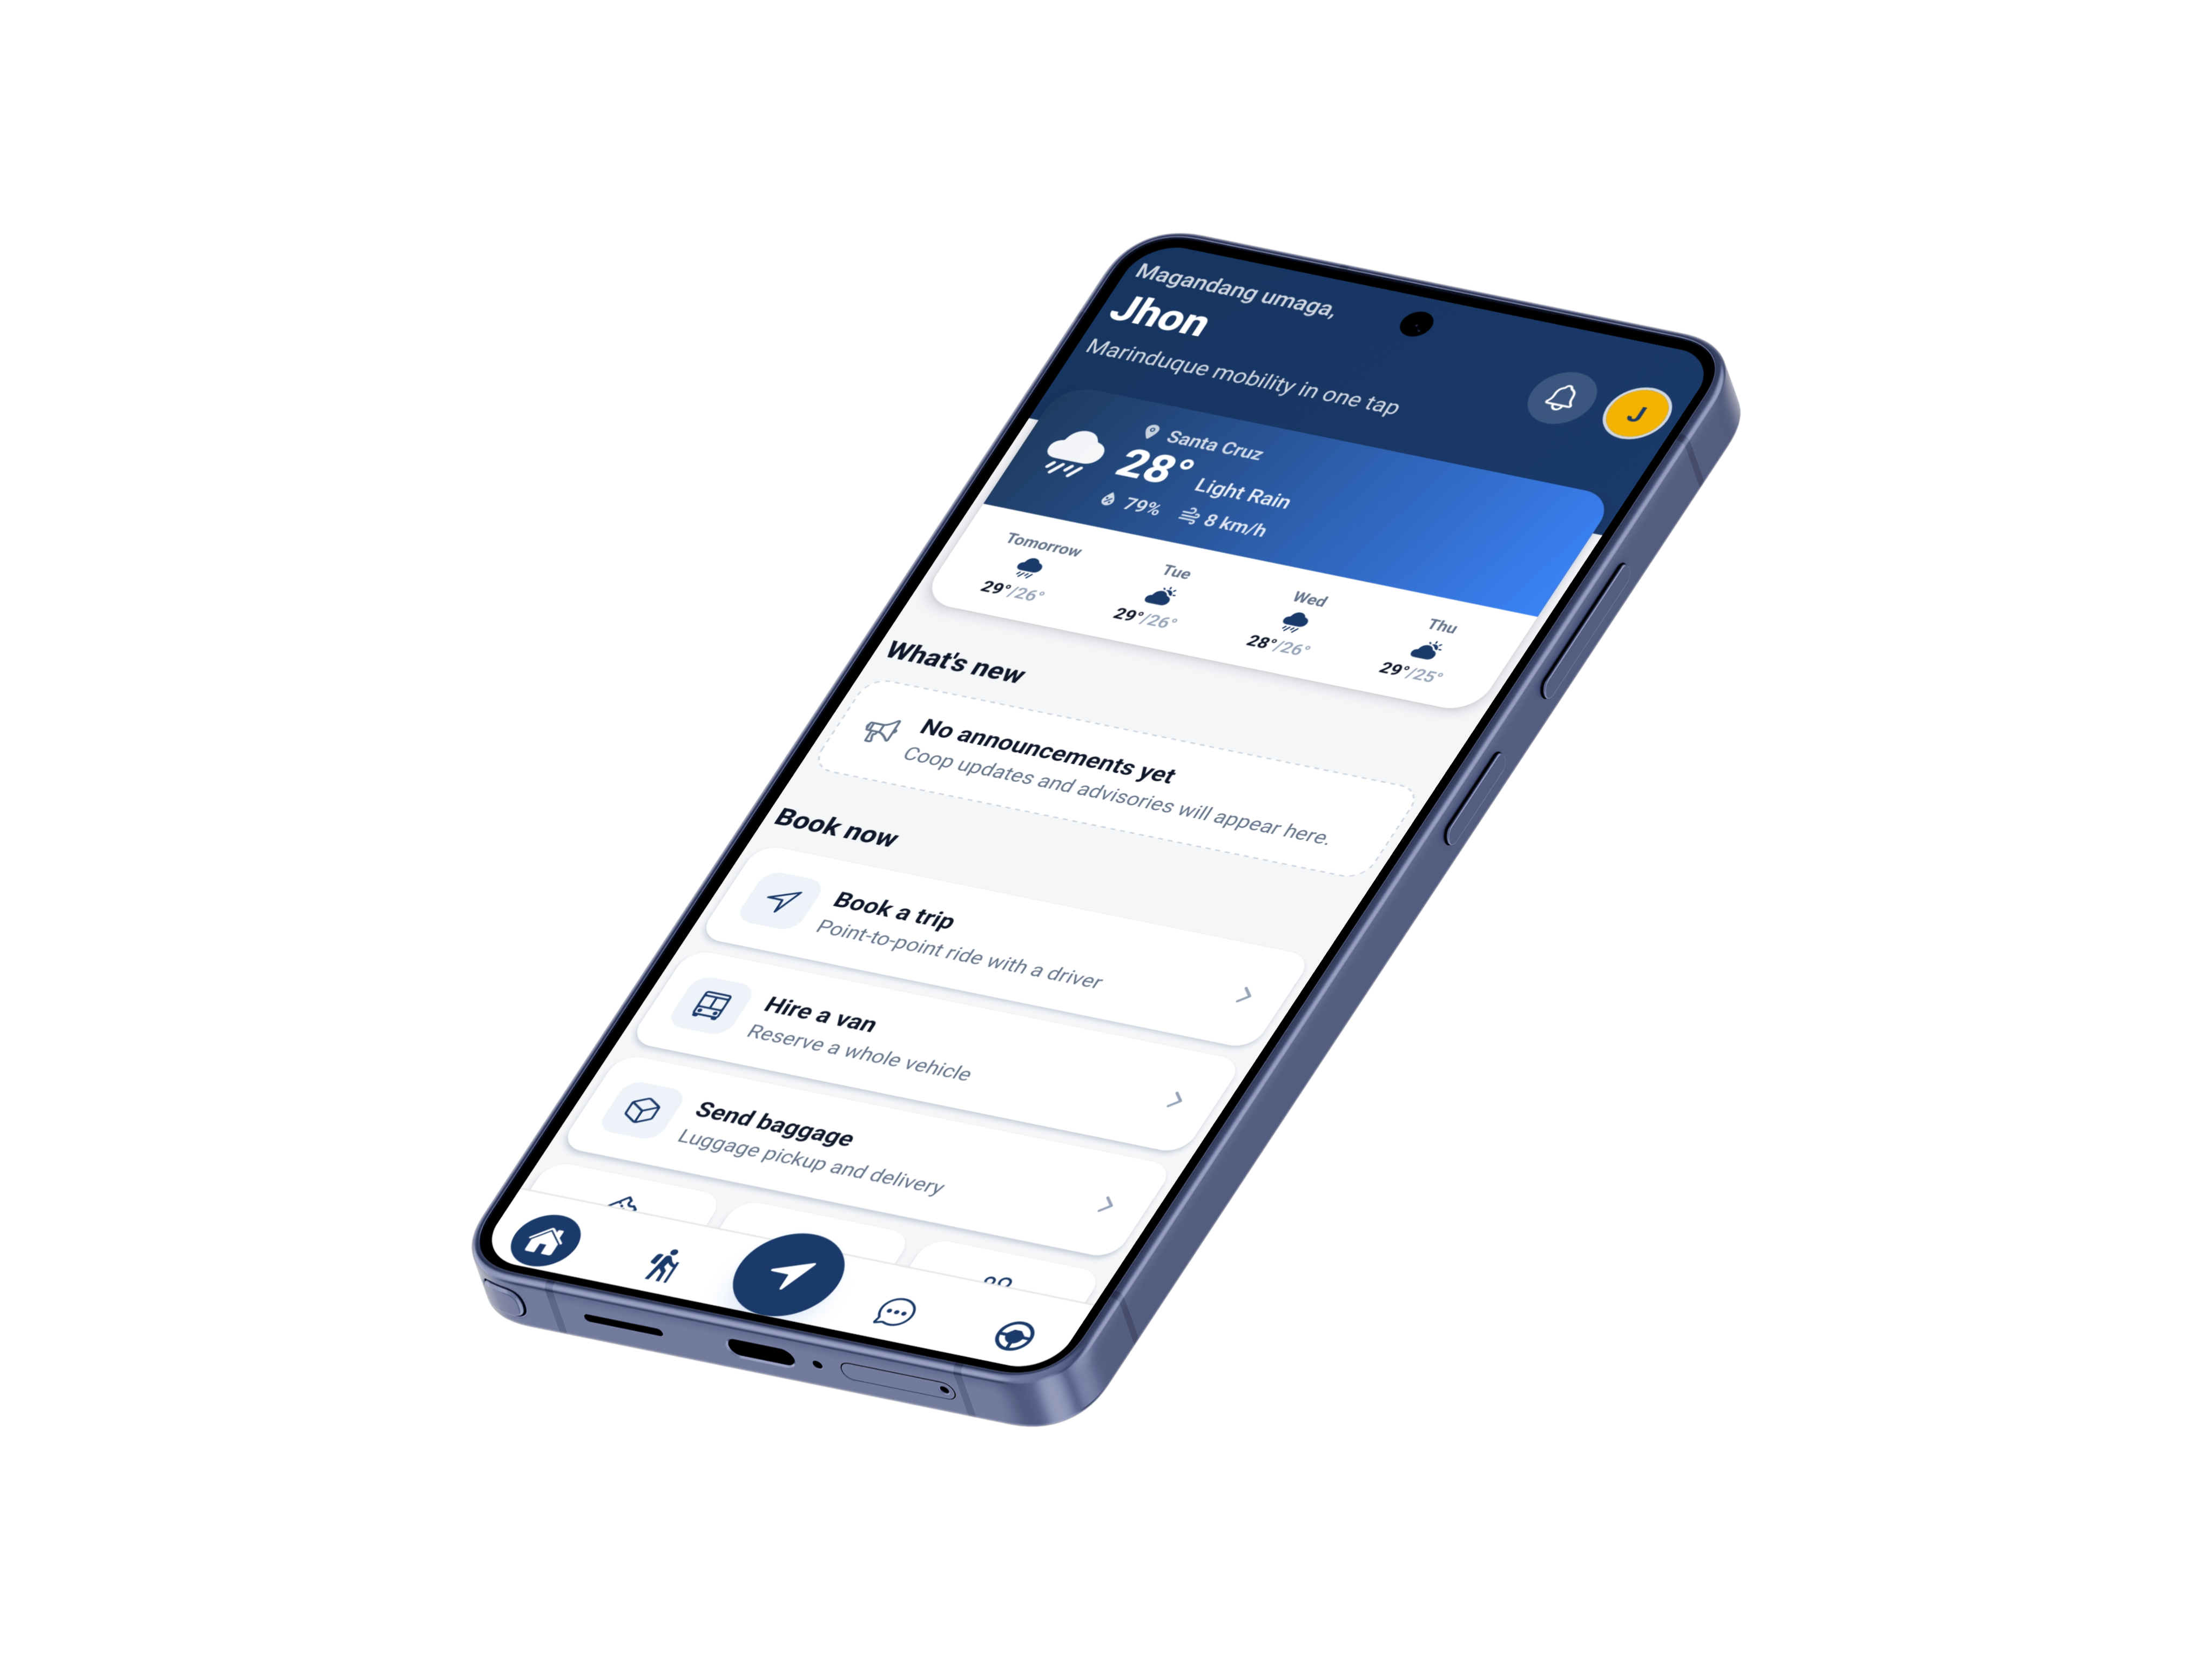 Magandang umaga,
Jhon
Marinduque mobility in one tap
J
Santa Cruz
28° Light Rain
79% 8 km/h
Tomorrow Tue Wed Thu
29°/26° 29°/26° 28°/26° 29°/25°
What's new
No announcements yet
Coop updates and advisories will appear here.
Book now
Book a trip
Point-to-point ride with a driver
Hire a van
Reserve a whole vehicle
Send baggage
Luggage pickup and delivery